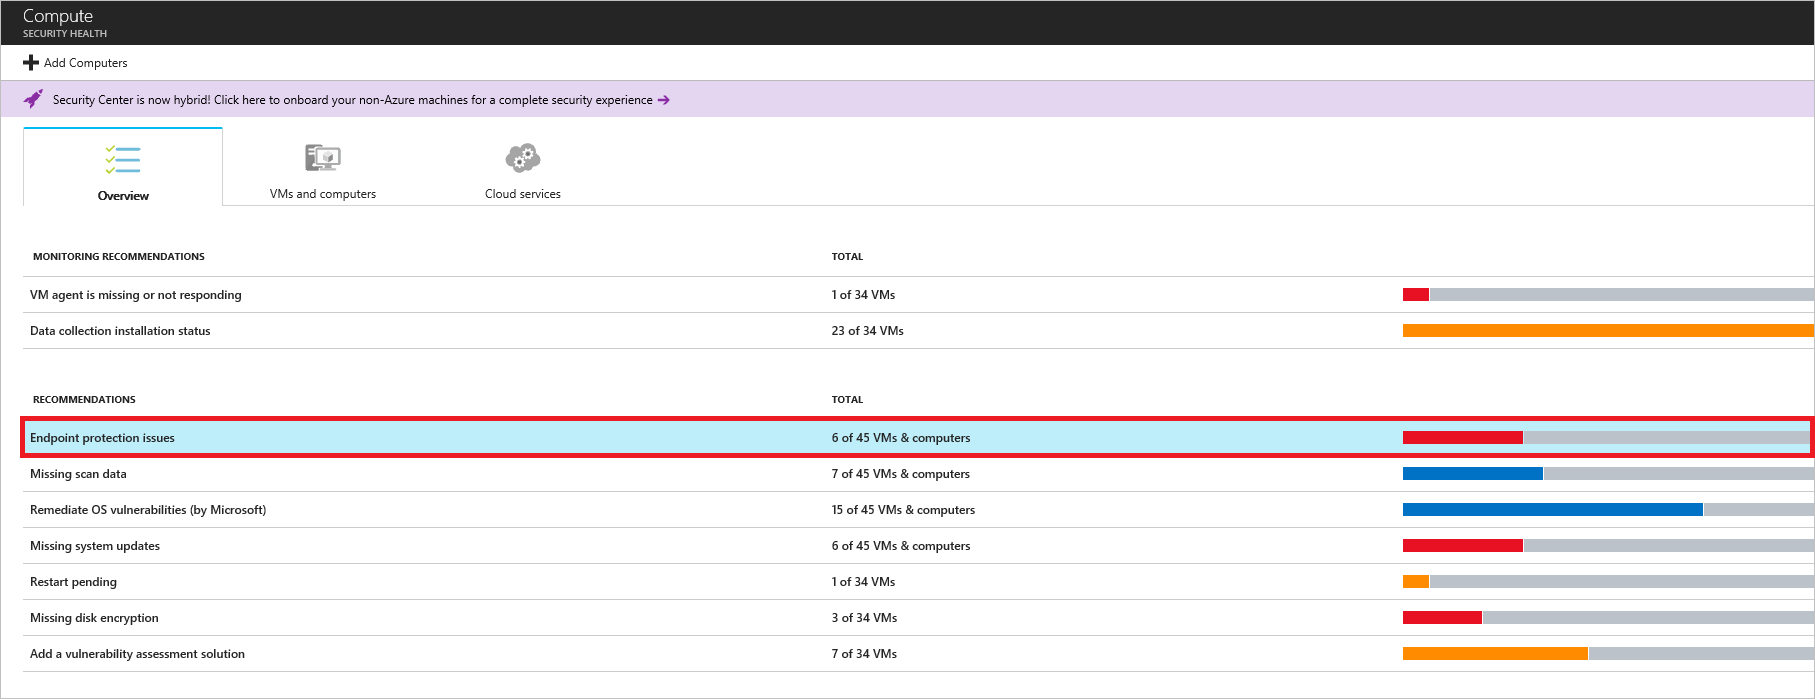 Compute
SECURITY HEALTH
Add Computers
Security Center is now hybrid! Click here to onboard your non-Azure machines for a complete security experience →
Overview
VMs and computers
Cloud services
MONITORING RECOMMENDATIONS TOTAL
VM agent is missing or not responding 1 of 34 VMs
Data collection installation status 23 of 34 VMs
RECOMMENDATIONS TOTAL
Endpoint protection issues 6 of 45 VMs & computers
Missing scan data 7 of 45 VMs & computers
Remediate OS vulnerabilities (by Microsoft) 15 of 45 VMs & computers
Missing system updates 6 of 45 VMs & computers
Restart pending 1 of 34 VMs
Missing disk encryption 3 of 34 VMs
Add a vulnerability assessment solution 7 of 34 VMs